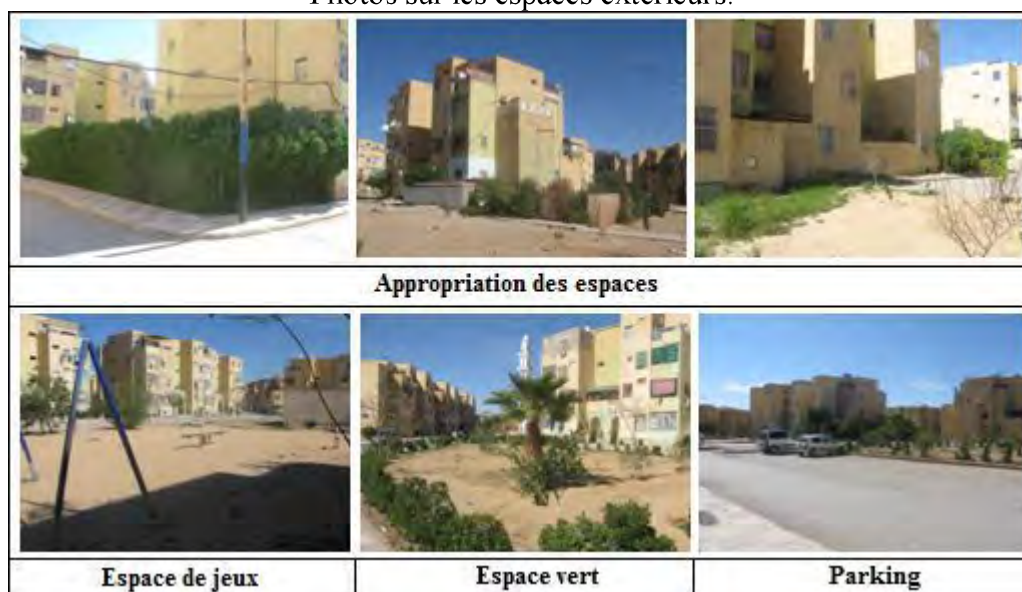 Photos sur les espaces extérieurs.
Appropriation des espaces
Espace de jeux
Espace vert
Parking